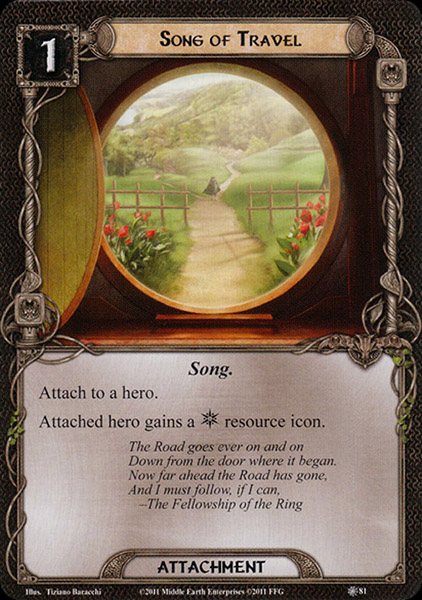 1
SONG OF TRAVEL
Song.
Attach to a hero.
Attached hero gains a resource icon.
The Road goes ever on and on
Down from the door where it began.
Now far ahead the Road has gone,
And I must follow, if I can,
–The Fellowship of the Ring
ATTACHMENT
Illus. Tiziano Baracchi ©2011 Middle Earth Enterprises ©2011 FFG 81